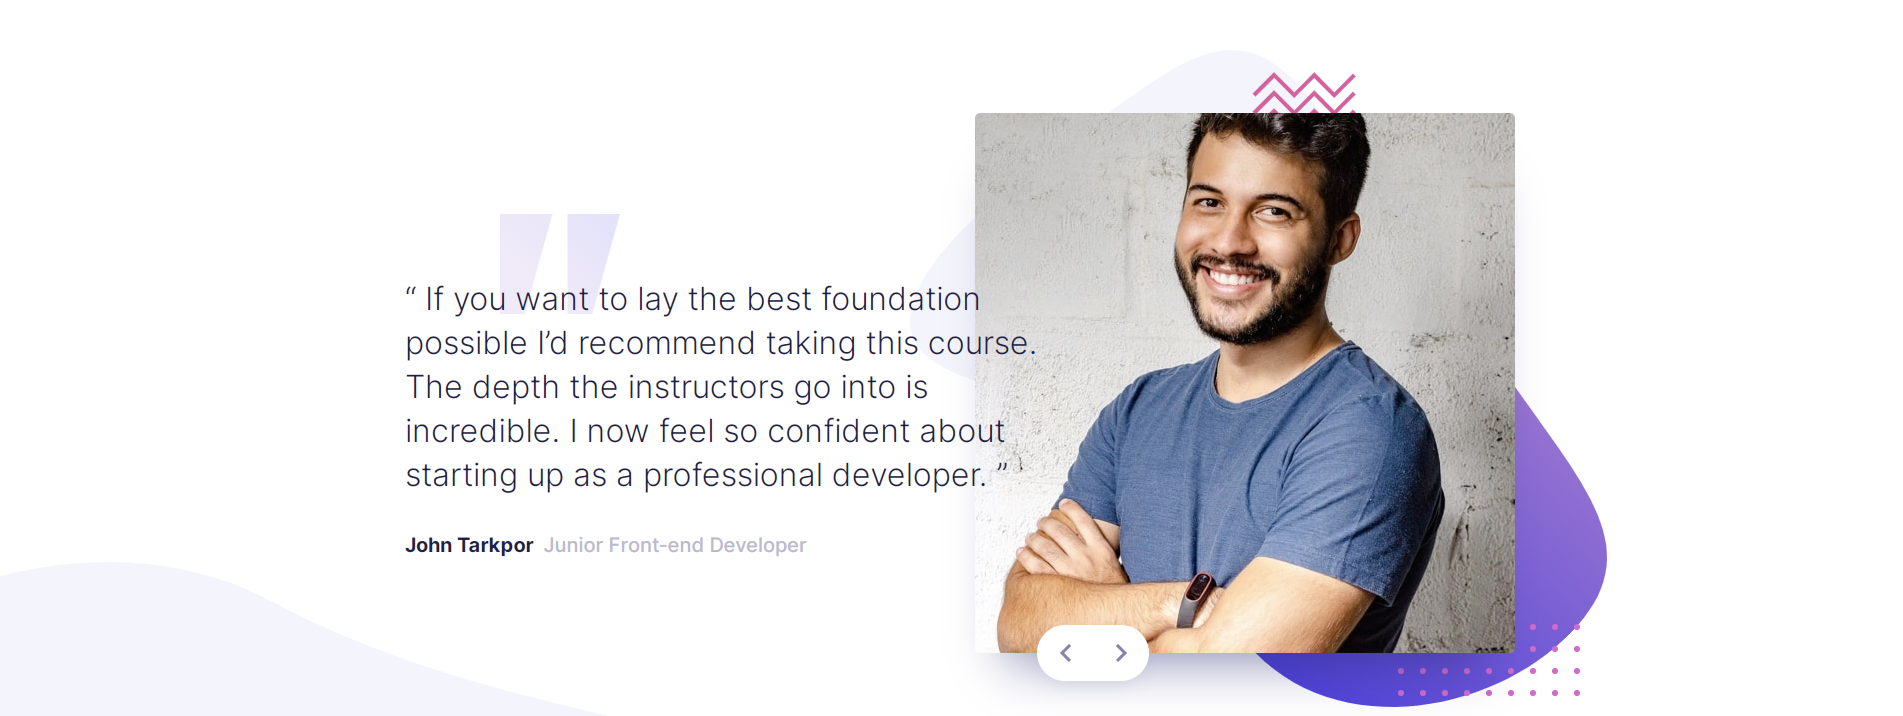 “ If you want to lay the best foundation
possible I’d recommend taking this course.
The depth the instructors go into is
incredible. I now feel so confident about
starting up as a professional developer. ”
John Tarkpor Junior Front-end Developer